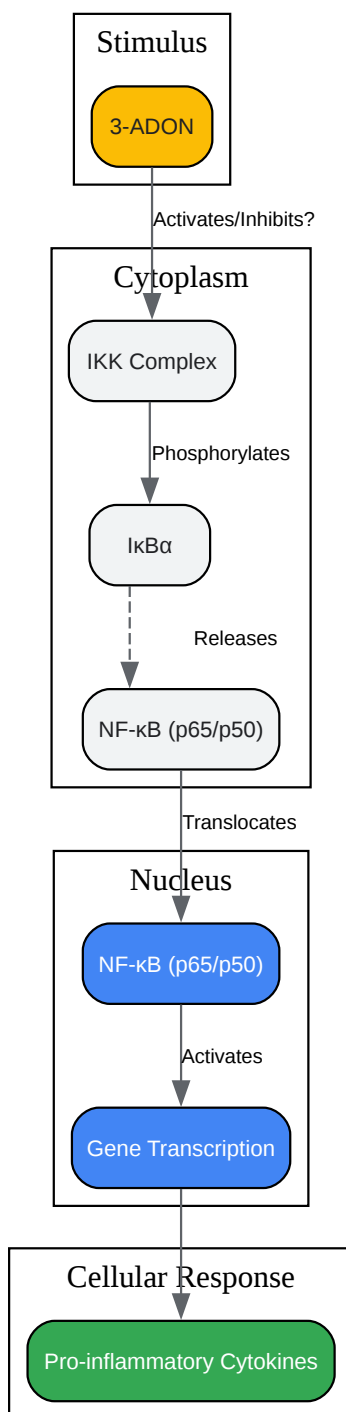 Stimulus
3-ADON
Activates/Inhibits?
Cytoplasm
IKK Complex
Phosphorylates
IκBα
Releases
NF-κB (p65/p50)
Translocates
Nucleus
NF-κB (p65/p50)
Activates
Gene Transcription
Cellular Response
Pro-inflammatory Cytokines